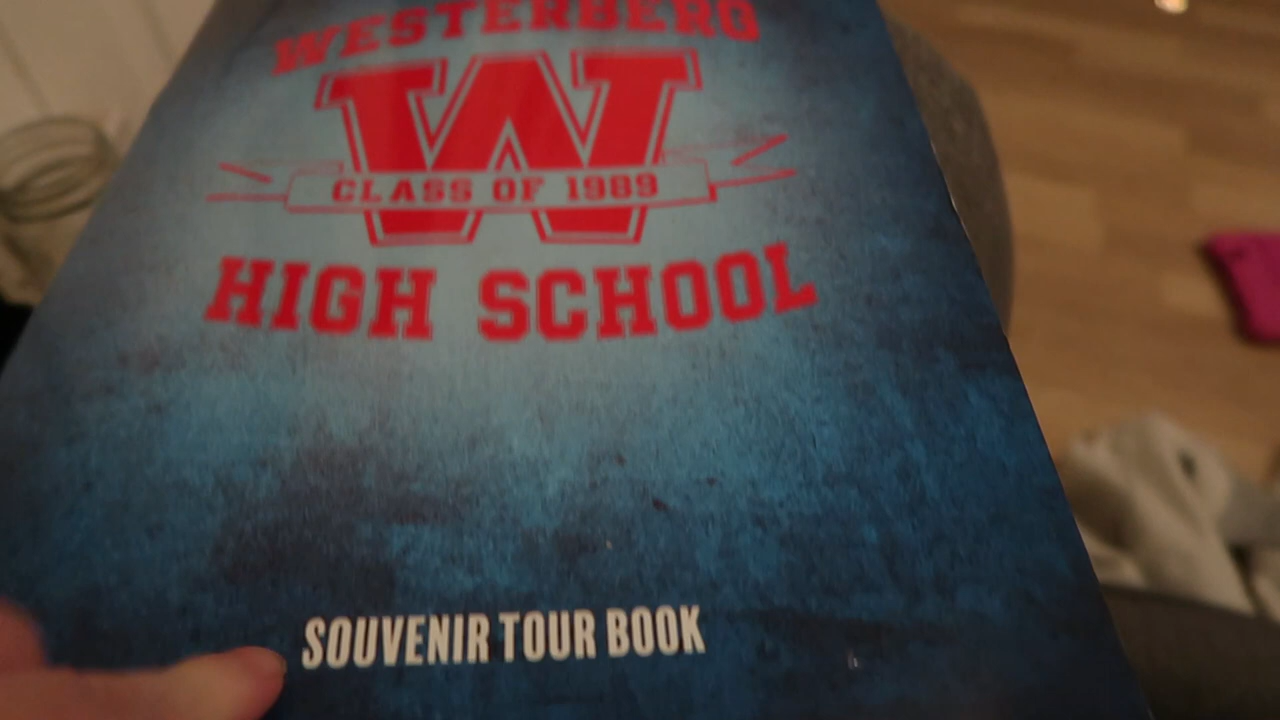 WESTERBERG
W
CLASS OF 1989
HIGH SCHOOL
SOUVENIR TOUR BOOK